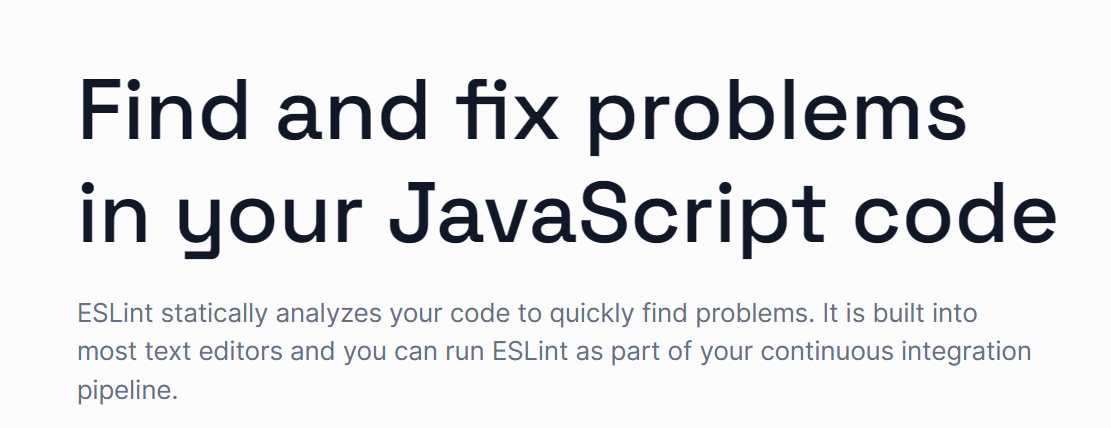 Find and fix problems
in your JavaScript code
ESLint statically analyzes your code to quickly find problems. It is built into
most text editors and you can run ESLint as part of your continuous integration
pipeline.